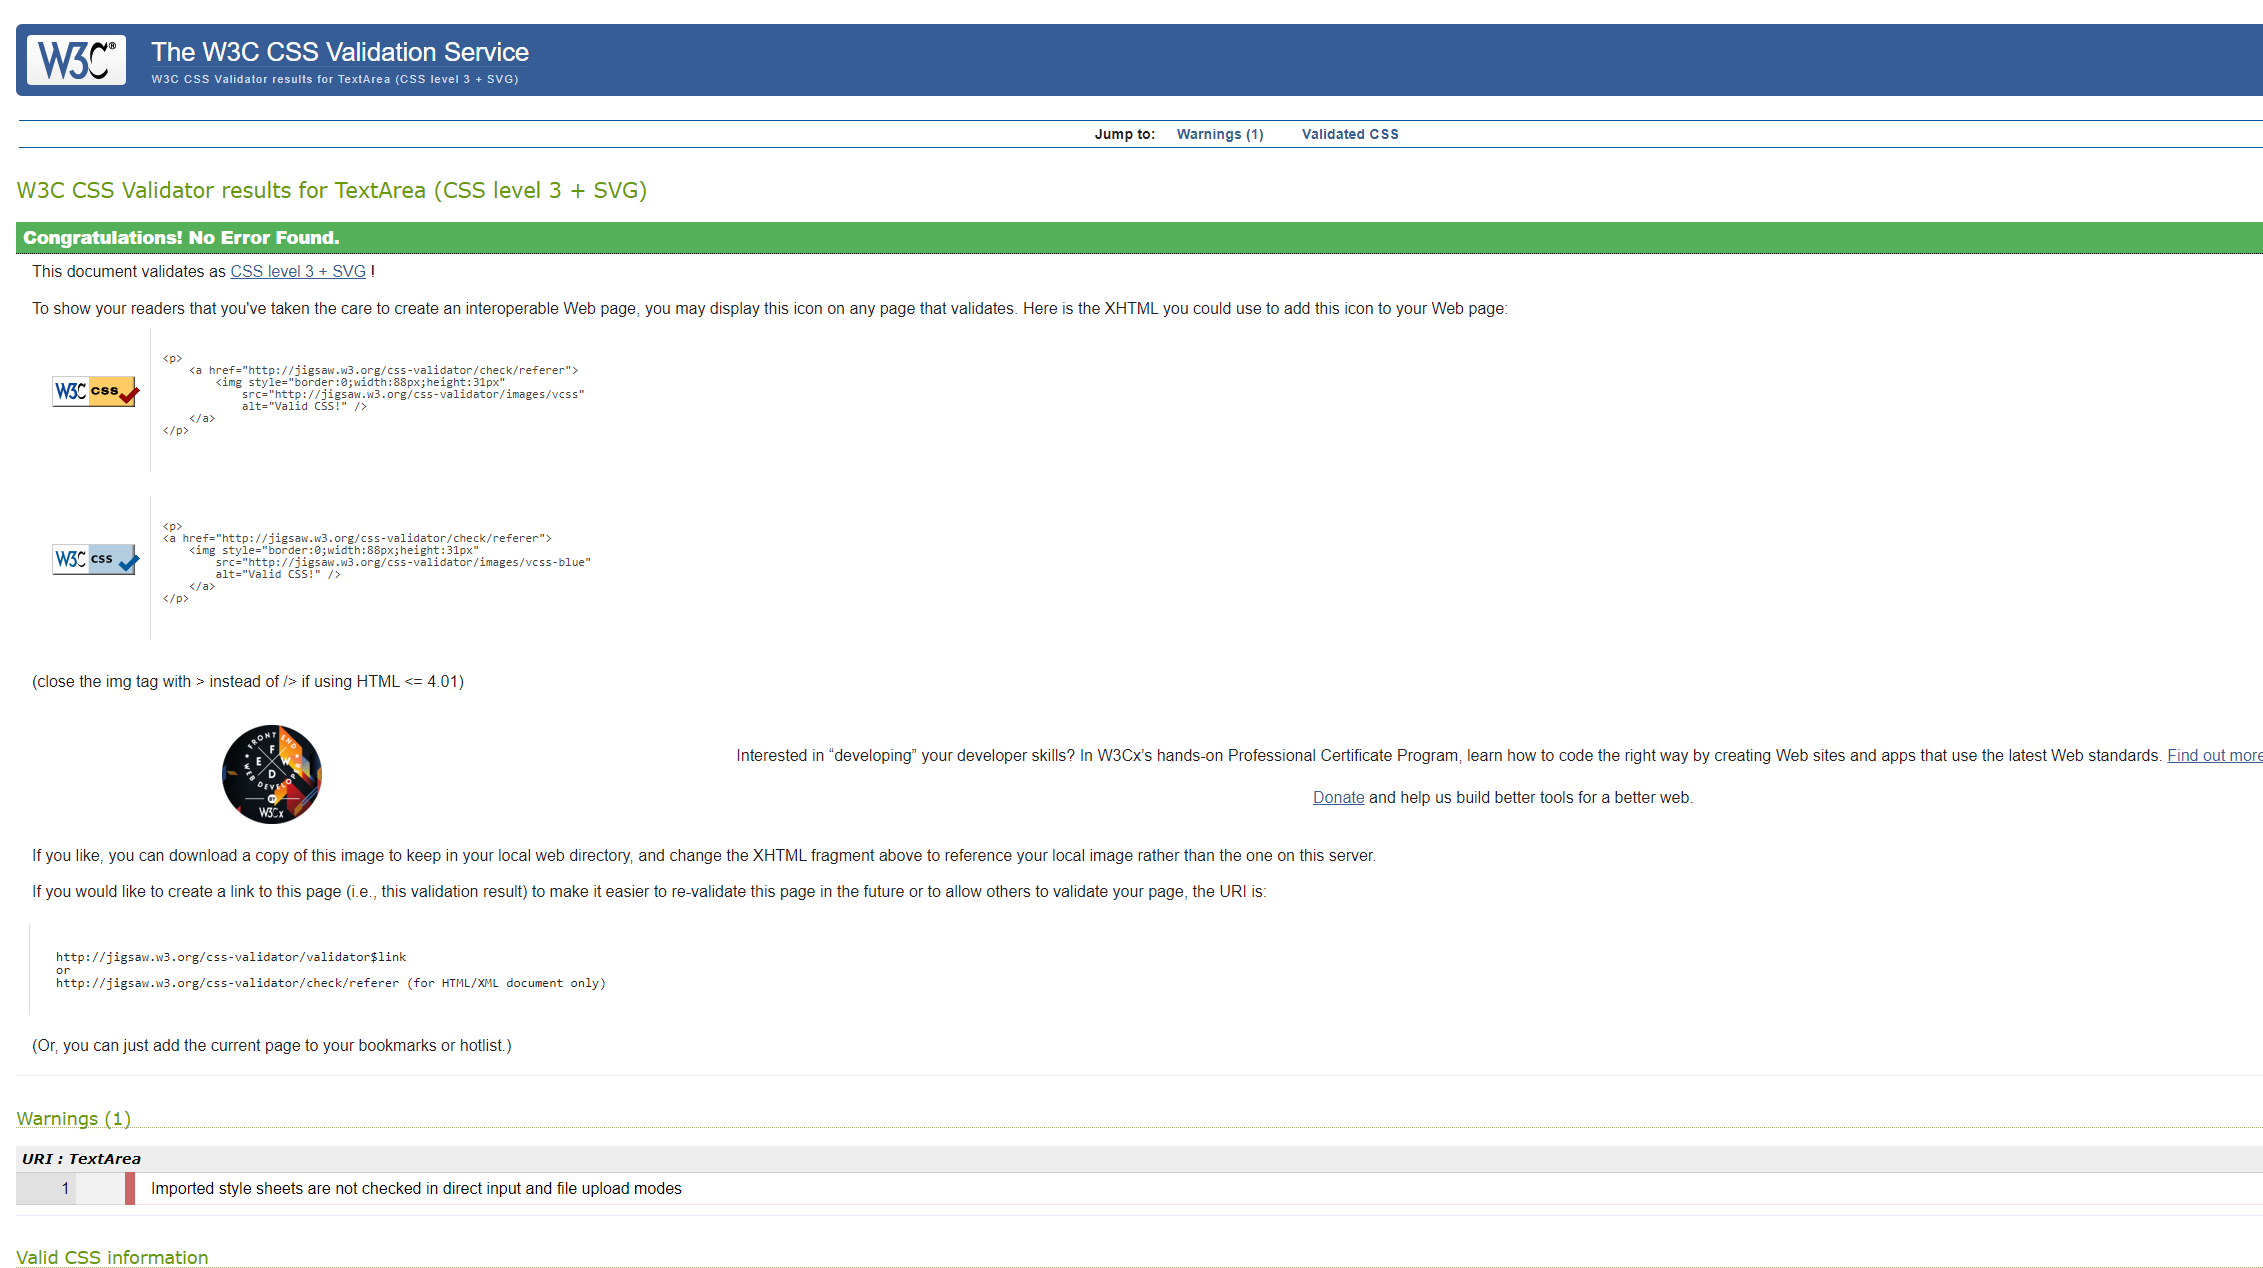 W3C®
The W3C CSS Validation Service
W3C CSS Validator results for TextArea (CSS level 3 + SVG)
Jump to: Warnings (1) Validated CSS
W3C CSS Validator results for TextArea (CSS level 3 + SVG)
Congratulations! No Error Found.
This document validates as CSS level 3 + SVG !
To show your readers that you've taken the care to create an interoperable Web page, you may display this icon on any page that validates. Here is the XHTML you could use to add this icon to your Web page:
W3C css
<p>
    <a href="http://jigsaw.w3.org/css-validator/check/referer">
        <img style="border:0;width:88px;height:31px"
            src="http://jigsaw.w3.org/css-validator/images/vcss"
            alt="Valid CSS!" />
    </a>
</p>
W3C css
<p>
<a href="http://jigsaw.w3.org/css-validator/check/referer">
    <img style="border:0;width:88px;height:31px"
        src="http://jigsaw.w3.org/css-validator/images/vcss-blue"
        alt="Valid CSS!" />
    </a>
</p>
(close the img tag with > instead of /> if using HTML <= 4.01)
FRONT END
F E W D
WEB DEVELOPER
BY
W3Cx
Interested in “developing” your developer skills? In W3Cx’s hands-on Professional Certificate Program, learn how to code the right way by creating Web sites and apps that use the latest Web standards. Find out more
Donate and help us build better tools for a better web.
If you like, you can download a copy of this image to keep in your local web directory, and change the XHTML fragment above to reference your local image rather than the one on this server.
If you would like to create a link to this page (i.e., this validation result) to make it easier to re-validate this page in the future or to allow others to validate your page, the URI is:
http://jigsaw.w3.org/css-validator/validator$link
or
http://jigsaw.w3.org/css-validator/check/referer (for HTML/XML document only)
(Or, you can just add the current page to your bookmarks or hotlist.)
Warnings (1)
URI : TextArea
1 Imported style sheets are not checked in direct input and file upload modes
Valid CSS information